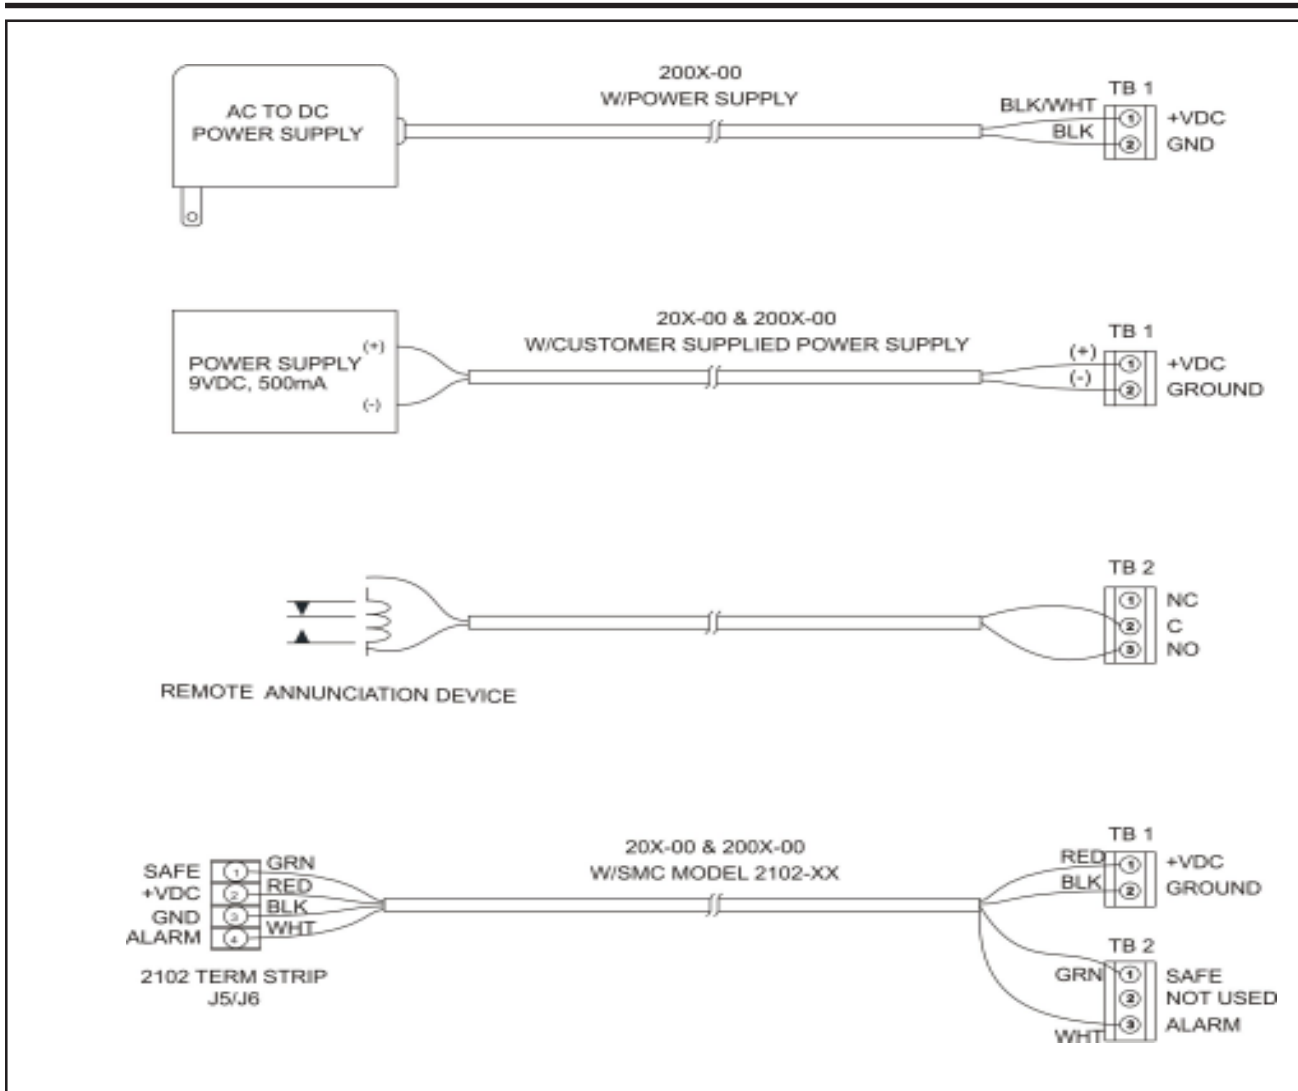 200X-00
W/POWER SUPPLY
AC TO DC
POWER SUPPLY
TB 1
BLK/WHT 1 +VDC
BLK 2 GND
20X-00 & 200X-00
W/CUSTOMER SUPPLIED POWER SUPPLY
POWER SUPPLY
9VDC, 500mA
(+)
(-)
TB 1
(+) 1 +VDC
(-) 2 GROUND
TB 2
1 NC
2 C
3 NO
REMOTE ANNUNCIATION DEVICE
20X-00 & 200X-00
W/SMC MODEL 2102-XX
SAFE 1 GRN
+VDC 2 RED
GND 3 BLK
ALARM 4 WHT
2102 TERM STRIP
J5/J6
TB 1
RED 1 +VDC
BLK 2 GROUND
TB 2
GRN 1 SAFE
2 NOT USED
WHT 3 ALARM